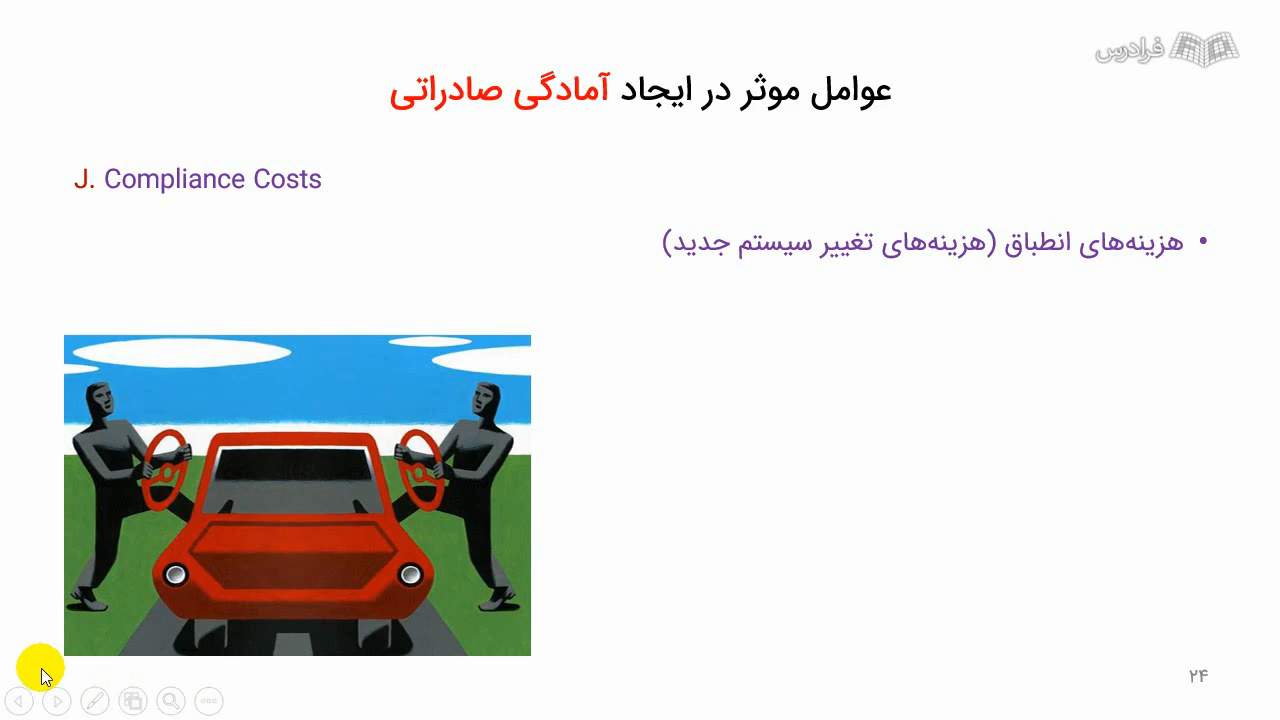 فرادرس
عوامل موثر در ایجاد آمادگی صادراتی
J. Compliance Costs
• هزینه‌های انطباق (هزینه‌های تغییر سیستم جدید)
۲۴